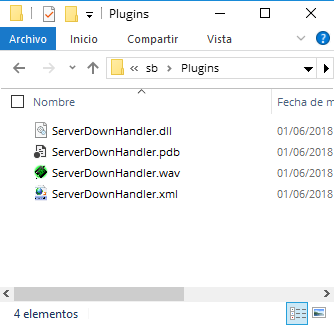 Plugins
Archivo Inicio Compartir Vista
sb Plugins
Nombre Fecha de m
ServerDownHandler.dll 01/06/2018
ServerDownHandler.pdb 01/06/2018
ServerDownHandler.wav 01/06/2018
ServerDownHandler.xml 01/06/2018
4 elementos